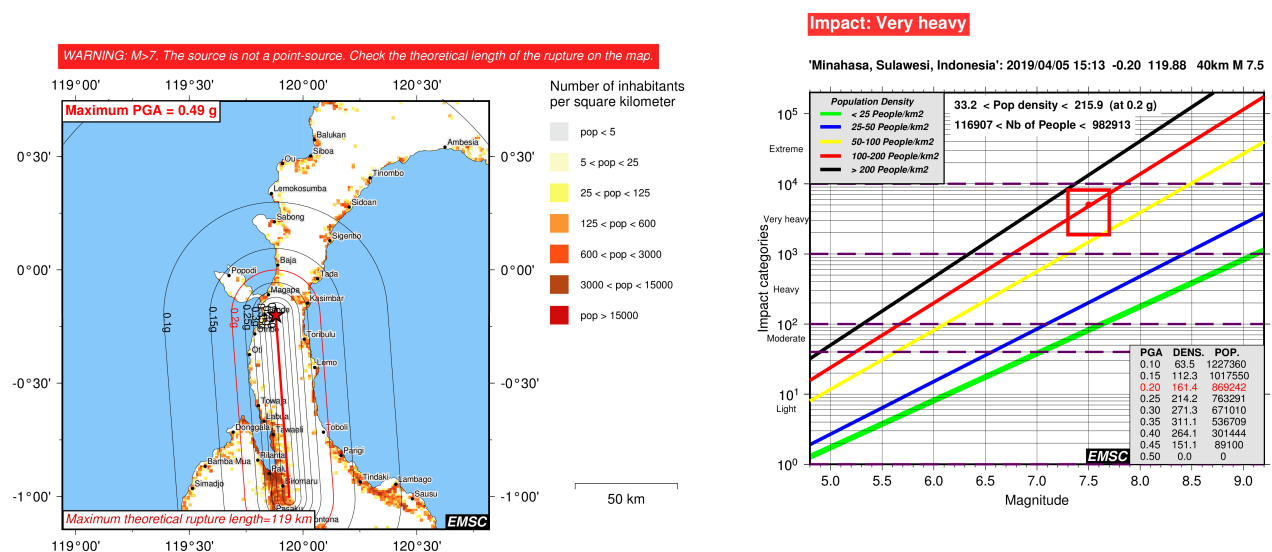 WARNING: M>7. The source is not a point-source. Check the theoretical length of the rupture on the map.
119°00' 119°30' 120°00' 120°30'
Maximum PGA = 0.49 g
0°30' 0°30'
0°00' 0°00'
-0°30' -0°30'
-1°00' -1°00'
Balukan
Siboa
Ou
Ambesia
Tinombo
Lemokosumba
Sidoan
Sabong
Sigentio
Baja
Popodi
Tada
Magapa
Kasimbar
0.1g 0.15g 0.2g 0.25g
Toribulu
Oti
Lemo
Towaja
Labua
Donggala
Tawaeli
Toboli
Parigi
Bamba Mua
Rilanta
Palu
Simadjo
Siromaru
Tindaki
Lambago
Sausu
Maximum theoretical rupture length=119 km
EMSC
119°00' 119°30' 120°00' 120°30'
Number of inhabitants
per square kilometer
pop < 5
5 < pop < 25
25 < pop < 125
125 < pop < 600
600 < pop < 3000
3000 < pop < 15000
pop > 15000
50 km
Impact: Very heavy
'Minahasa, Sulawesi, Indonesia': 2019/04/05 15:13 -0.20 119.88 40km M 7.5
Population Density
< 25 People/km2
25-50 People/km2
50-100 People/km2
100-200 People/km2
> 200 People/km2
33.2 < Pop density < 215.9 (at 0.2 g)
116907 < Nb of People < 982913
Impact categories
10⁵
Extreme
10⁴
Very heavy
10³
Heavy
10²
Moderate
10¹
Light
10⁰
PGA DENS. POP.
0.10 63.5 1227360
0.15 112.3 1017550
0.20 161.4 869242
0.25 214.2 763291
0.30 271.3 671010
0.35 311.1 536709
0.40 264.1 301444
0.45 151.1 89100
0.50 0.0 0
EMSC
5.0 5.5 6.0 6.5 7.0 7.5 8.0 8.5 9.0
Magnitude